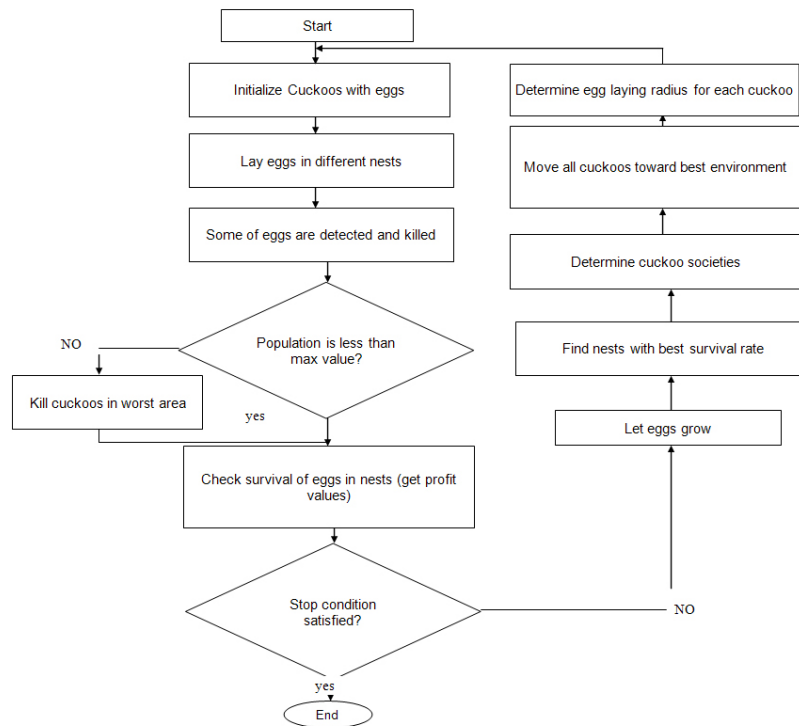 Start
Initialize Cuckoos with eggs
Lay eggs in different nests
Some of eggs are detected and killed
Population is less than
max value?
NO
Kill cuckoos in worst area
yes
Check survival of eggs in nests (get profit
values)
Stop condition
satisfied?
yes
End
NO
Let eggs grow
Find nests with best survival rate
Determine cuckoo societies
Move all cuckoos toward best environment
Determine egg laying radius for each cuckoo